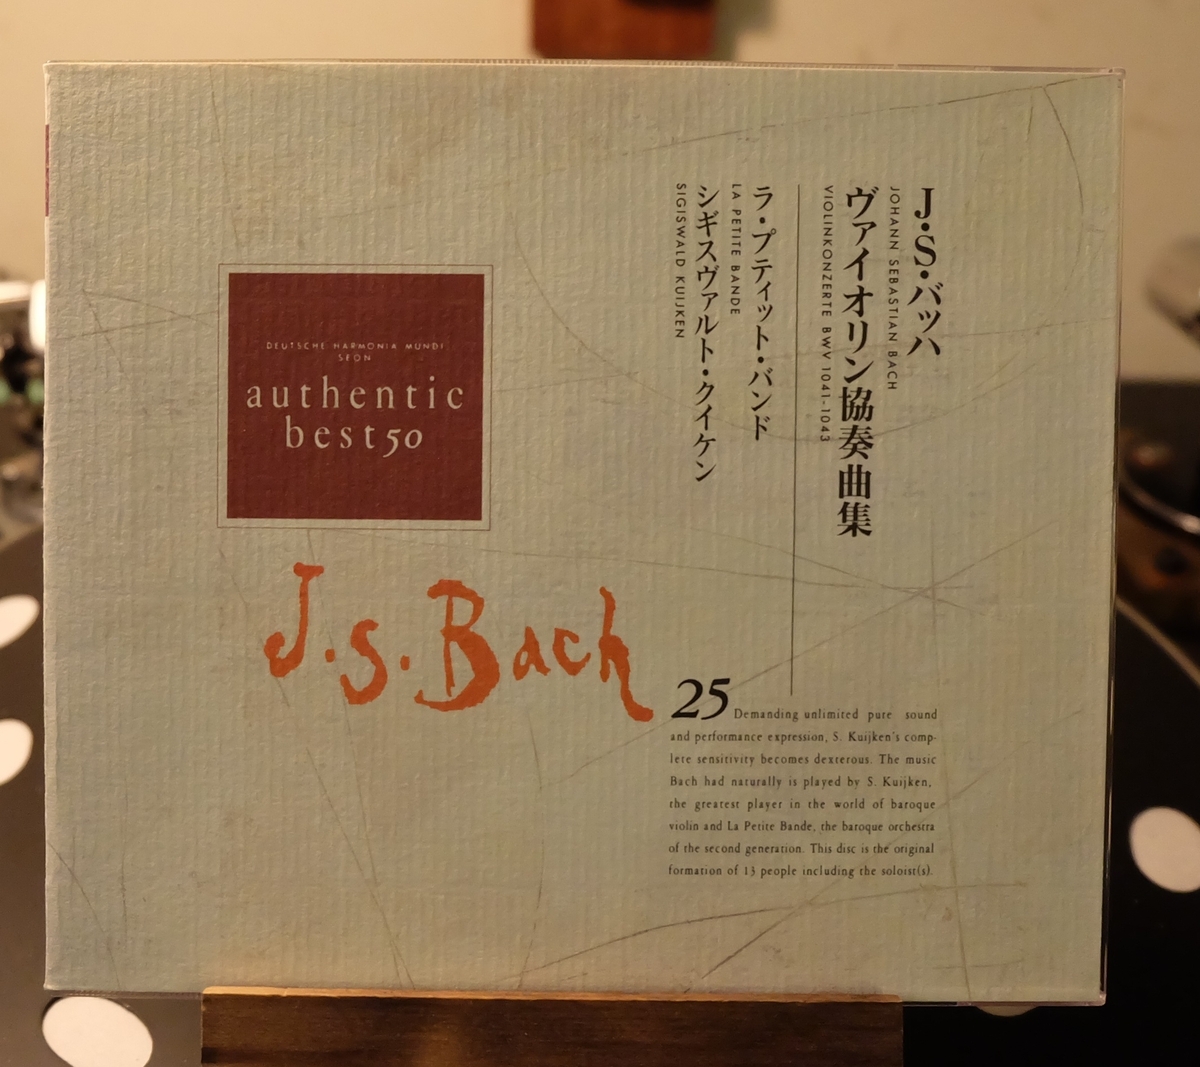 J・S・バッハ
JOHANN SEBASTIAN BACH
ヴァイオリン協奏曲集
VIOLINKONZERTE BWV 1041-1043
ラ・プティット・バンド
LA PETITE BANDE
シギスヴァルト・クイケン
SIGISWALD KUIJKEN
DEUTSCHE HARMONIA MUNDI
SEON
authentic
best50
J.S.Bach
25 Demanding unlimited pure sound
and performance expression, S. Kuijken's comp-
lete sensitivity becomes dexterous. The music
Bach had naturally is played by S. Kuijken,
the greatest player in the world of baroque
violin and La Petite Bande, the baroque orchestra
of the second generation. This disc is the original
formation of 13 people including the soloist(s).